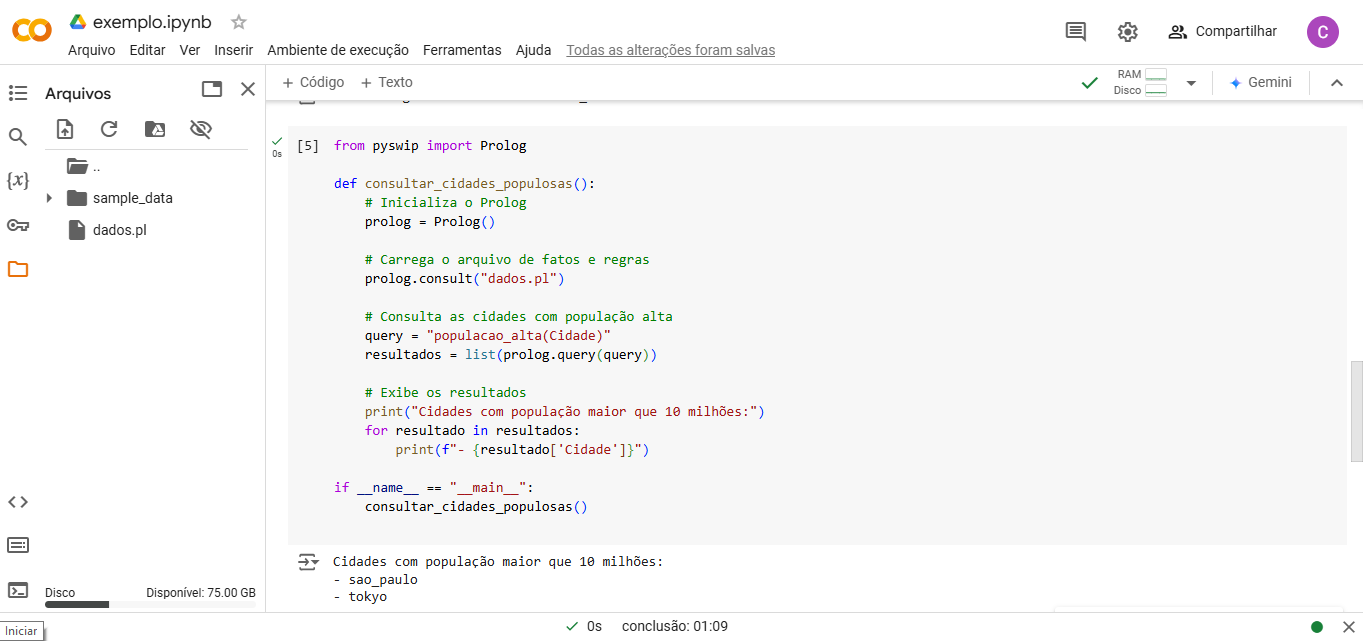 exemplo.ipynb
Arquivo Editar Ver Inserir Ambiente de execução Ferramentas Ajuda Todas as alterações foram salvas
Compartilhar
C
Arquivos
+ Código + Texto
RAM
Disco
Gemini
..
sample_data
dados.pl
{x}
0s
[5] from pyswip import Prolog
def consultar_cidades_populosas():
# Inicializa o Prolog
prolog = Prolog()
# Carrega o arquivo de fatos e regras
prolog.consult("dados.pl")
# Consulta as cidades com população alta
query = "populacao_alta(Cidade)"
resultados = list(prolog.query(query))
# Exibe os resultados
print("Cidades com população maior que 10 milhões:")
for resultado in resultados:
print(f"- {resultado['Cidade']}")
if __name__ == "__main__":
consultar_cidades_populosas()
Cidades com população maior que 10 milhões:
- sao_paulo
- tokyo
Disco Disponível: 75.00 GB
0s conclusão: 01:09
Iniciar